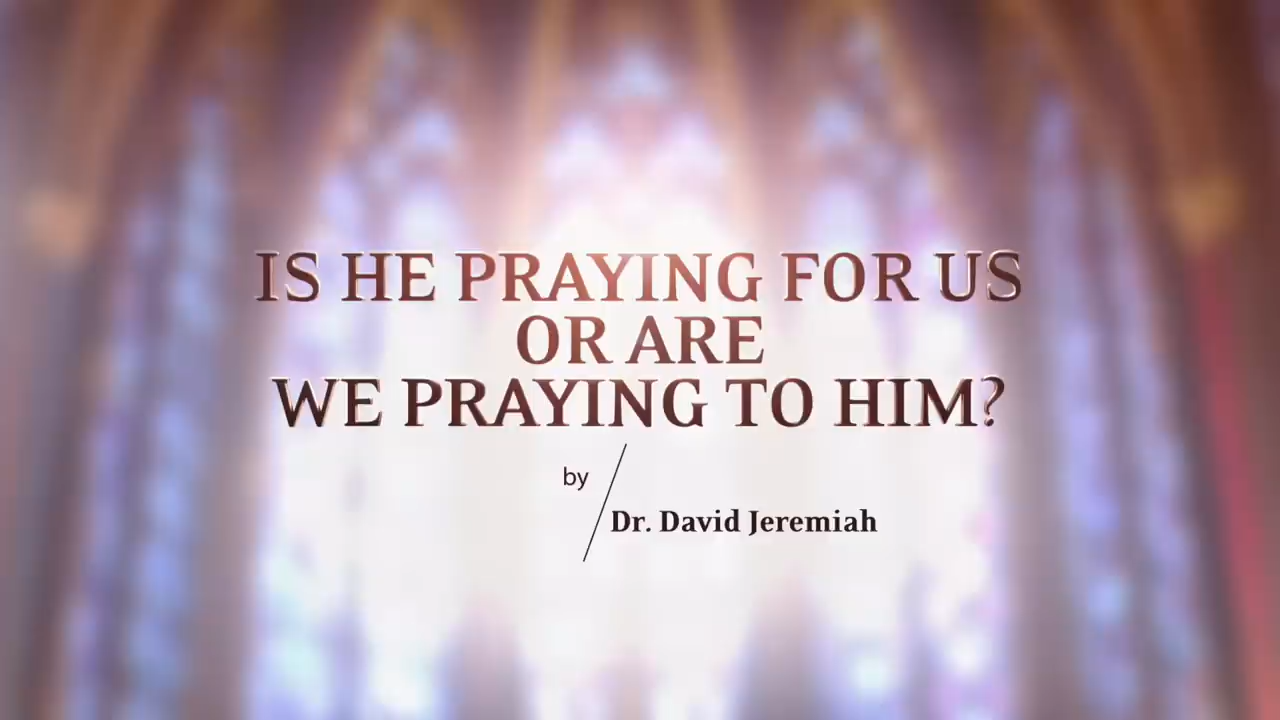 IS HE PRAYING FOR US
OR ARE
WE PRAYING TO HIM?
by
Dr. David Jeremiah